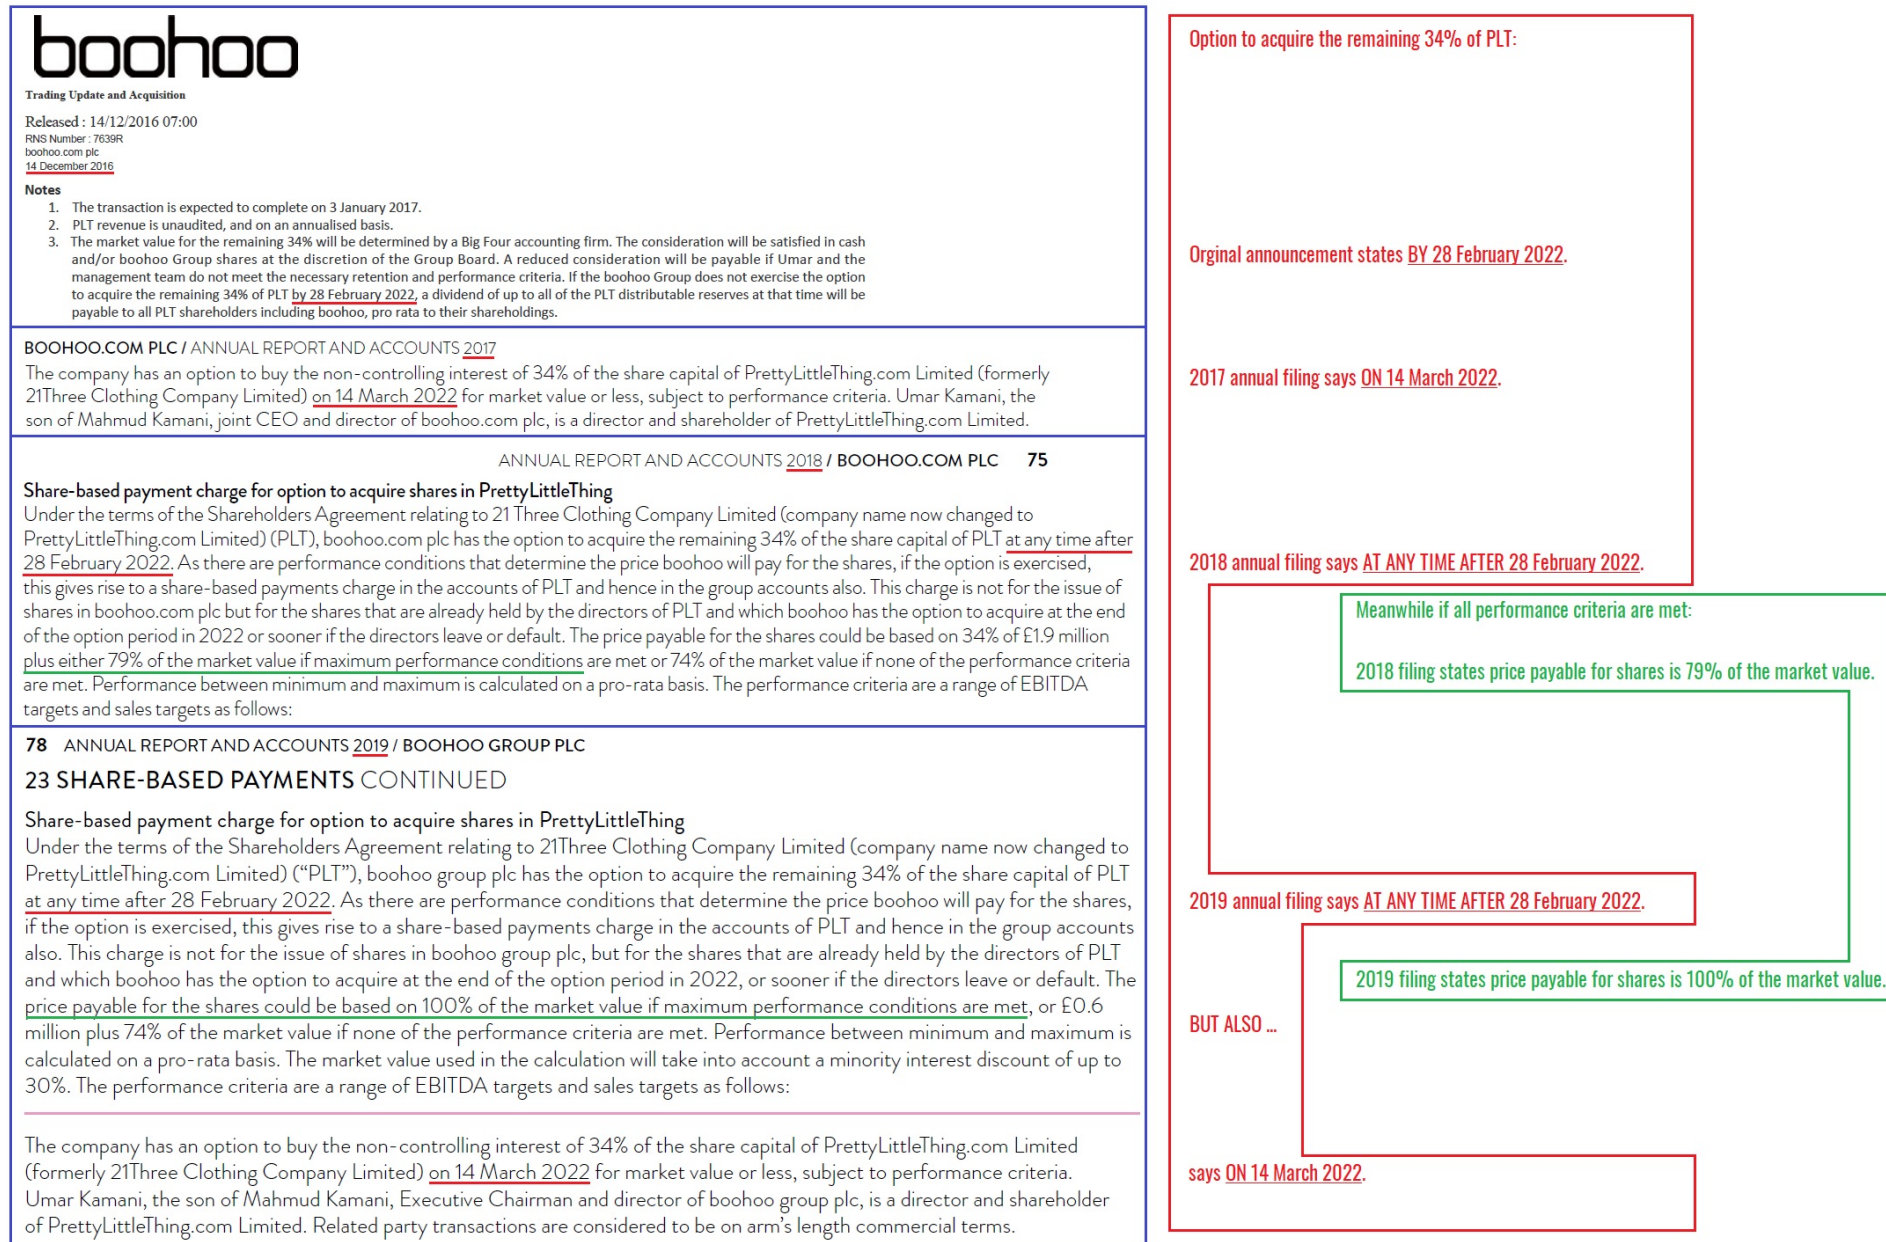 boohoo
Trading Update and Acquisition
Released : 14/12/2016 07:00
RNS Number : 7639R
boohoo.com plc
14 December 2016
Notes
1. The transaction is expected to complete on 3 January 2017.
2. PLT revenue is unaudited, and on an annualised basis.
3. The market value for the remaining 34% will be determined by a Big Four accounting firm. The consideration will be satisfied in cash
and/or boohoo Group shares at the discretion of the Group Board. A reduced consideration will be payable if Umar and the
management team do not meet the necessary retention and performance criteria. If the boohoo Group does not exercise the option
to acquire the remaining 34% of PLT by 28 February 2022, a dividend of up to all of the PLT distributable reserves at that time will be
payable to all PLT shareholders including boohoo, pro rata to their shareholdings.
BOOHOO.COM PLC / ANNUAL REPORT AND ACCOUNTS 2017
The company has an option to buy the non-controlling interest of 34% of the share capital of PrettyLittleThing.com Limited (formerly
21Three Clothing Company Limited) on 14 March 2022 for market value or less, subject to performance criteria. Umar Kamani, the
son of Mahmud Kamani, joint CEO and director of boohoo.com plc, is a director and shareholder of PrettyLittleThing.com Limited.
ANNUAL REPORT AND ACCOUNTS 2018 / BOOHOO.COM PLC 75
Share-based payment charge for option to acquire shares in PrettyLittleThing
Under the terms of the Shareholders Agreement relating to 21 Three Clothing Company Limited (company name now changed to
PrettyLittleThing.com Limited) (PLT), boohoo.com plc has the option to acquire the remaining 34% of the share capital of PLT at any time after
28 February 2022. As there are performance conditions that determine the price boohoo will pay for the shares, if the option is exercised,
this gives rise to a share-based payments charge in the accounts of PLT and hence in the group accounts also. This charge is not for the issue of
shares in boohoo.com plc but for the shares that are already held by the directors of PLT and which boohoo has the option to acquire at the end
of the option period in 2022 or sooner if the directors leave or default. The price payable for the shares could be based on 34% of £1.9 million
plus either 79% of the market value if maximum performance conditions are met or 74% of the market value if none of the performance criteria
are met. Performance between minimum and maximum is calculated on a pro-rata basis. The performance criteria are a range of EBITDA
targets and sales targets as follows:
78 ANNUAL REPORT AND ACCOUNTS 2019 / BOOHOO GROUP PLC
23 SHARE-BASED PAYMENTS CONTINUED
Share-based payment charge for option to acquire shares in PrettyLittleThing
Under the terms of the Shareholders Agreement relating to 21Three Clothing Company Limited (company name now changed to
PrettyLittleThing.com Limited) (“PLT”), boohoo group plc has the option to acquire the remaining 34% of the share capital of PLT
at any time after 28 February 2022. As there are performance conditions that determine the price boohoo will pay for the shares,
if the option is exercised, this gives rise to a share-based payments charge in the accounts of PLT and hence in the group accounts
also. This charge is not for the issue of shares in boohoo group plc, but for the shares that are already held by the directors of PLT
and which boohoo has the option to acquire at the end of the option period in 2022, or sooner if the directors leave or default. The
price payable for the shares could be based on 100% of the market value if maximum performance conditions are met, or £0.6
million plus 74% of the market value if none of the performance criteria are met. Performance between minimum and maximum is
calculated on a pro-rata basis. The market value used in the calculation will take into account a minority interest discount of up to
30%. The performance criteria are a range of EBITDA targets and sales targets as follows:
The company has an option to buy the non-controlling interest of 34% of the share capital of PrettyLittleThing.com Limited
(formerly 21Three Clothing Company Limited) on 14 March 2022 for market value or less, subject to performance criteria.
Umar Kamani, the son of Mahmud Kamani, Executive Chairman and director of boohoo group plc, is a director and shareholder
of PrettyLittleThing.com Limited. Related party transactions are considered to be on arm’s length commercial terms.
Option to acquire the remaining 34% of PLT:
Orginal announcement states BY 28 February 2022.
2017 annual filing says ON 14 March 2022.
2018 annual filing says AT ANY TIME AFTER 28 February 2022.
Meanwhile if all performance criteria are met:
2018 filing states price payable for shares is 79% of the market value.
2019 annual filing says AT ANY TIME AFTER 28 February 2022.
2019 filing states price payable for shares is 100% of the market value.
BUT ALSO ...
says ON 14 March 2022.